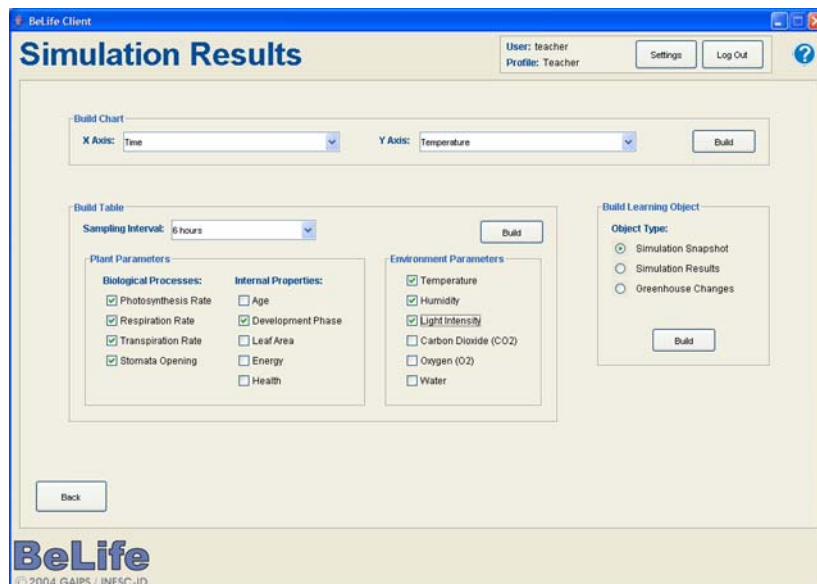 BeLife Client
Simulation Results
User: teacher
Profile: Teacher
Settings
Log Out
?
Build Chart
X Axis: Time
Y Axis: Temperature
Build
Build Table
Sampling Interval: 6 hours
Build
Plant Parameters
Biological Processes:
Photosynthesis Rate
Respiration Rate
Transpiration Rate
Stomata Opening
Internal Properties:
Age
Development Phase
Leaf Area
Energy
Health
Environment Parameters
Temperature
Humidity
Light Intensity
Carbon Dioxide (CO2)
Oxygen (O2)
Water
Build Learning Object
Object Type:
Simulation Snapshot
Simulation Results
Greenhouse Changes
Build
Back
BeLife
© 2004 GAIPS / INESC-ID